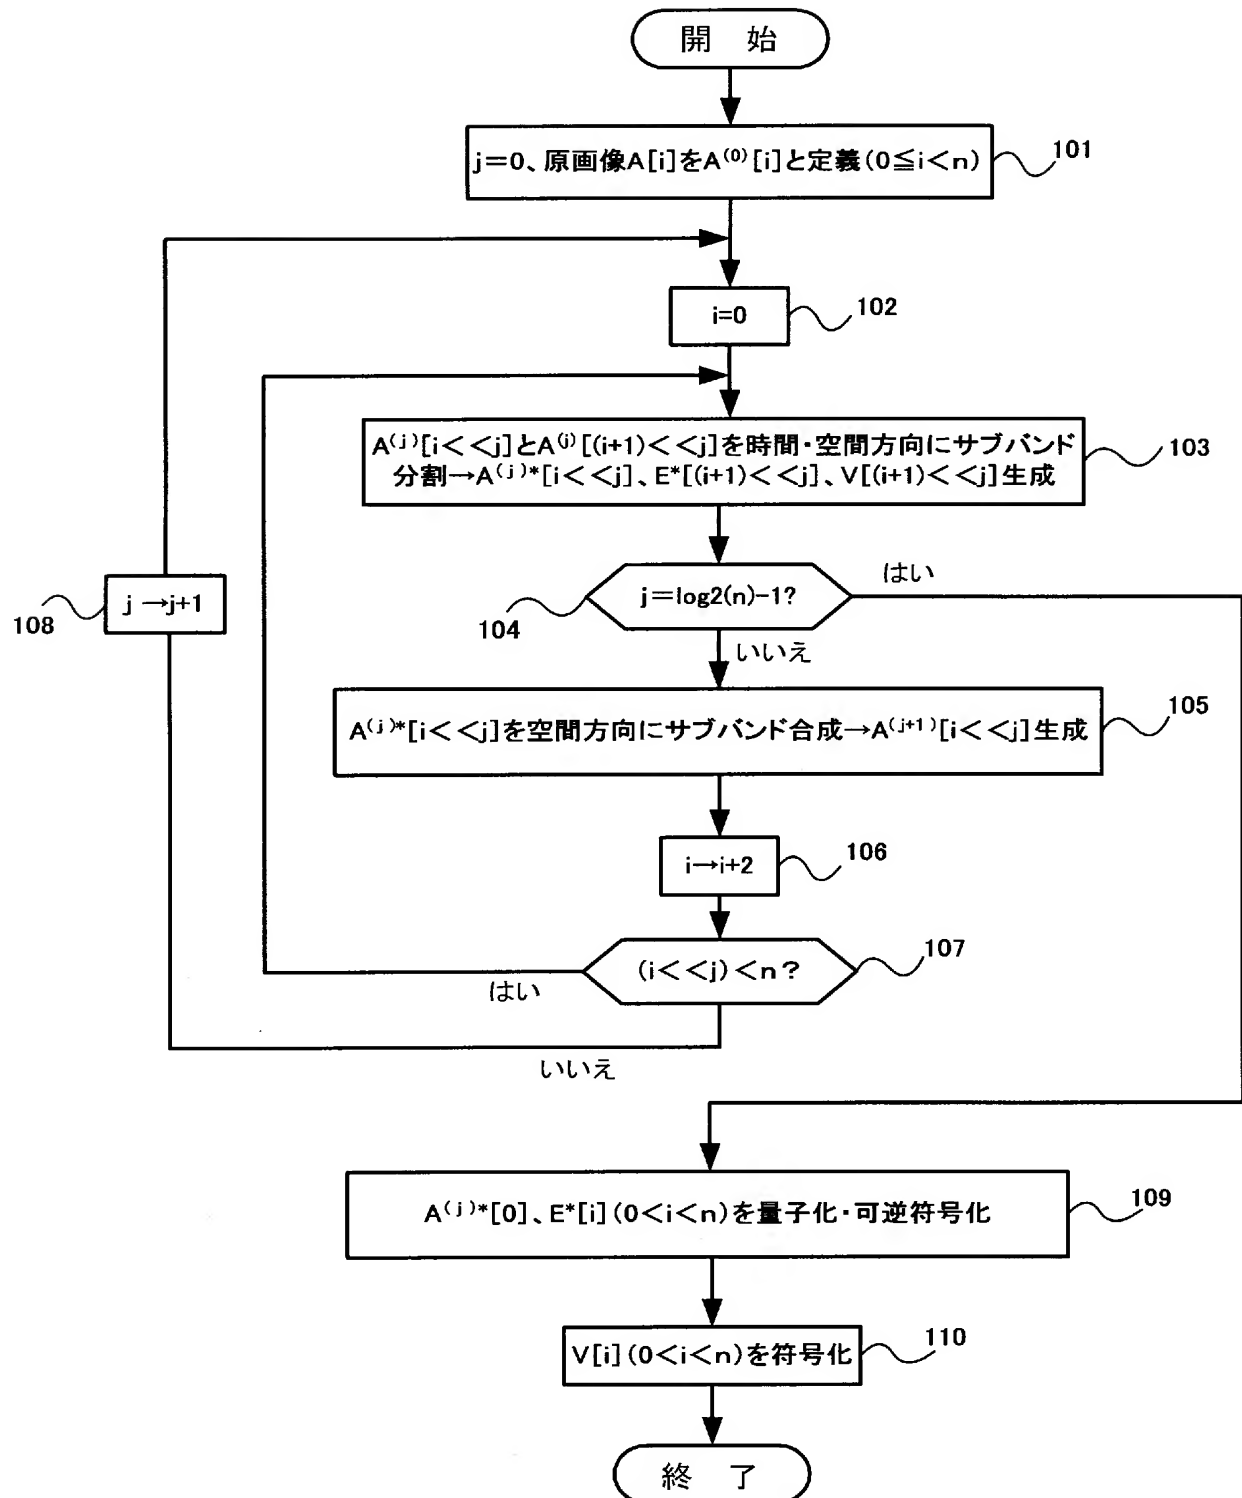 開 始
j=0、原画像A[i]をA(0)[i]と定義(0≦i<n)
101
i=0
102
A(j)[i<<j]とA(j)[(i+1)<<j]を時間・空間方向にサブバンド
分割→A(j)*[i<<j]、E*[(i+1)<<j]、V[(i+1)<<j]生成
103
j=log2(n)-1?
はい
104
いいえ
j→j+1
108
A(j)*[i<<j]を空間方向にサブバンド合成→A(j+1)[i<<j]生成
105
i→i+2
106
(i<<j)<n?
107
はい
いいえ
A(j)*[0]、E*[i](0<i<n)を量子化・可逆符号化
109
V[i](0<i<n)を符号化
110
終 了